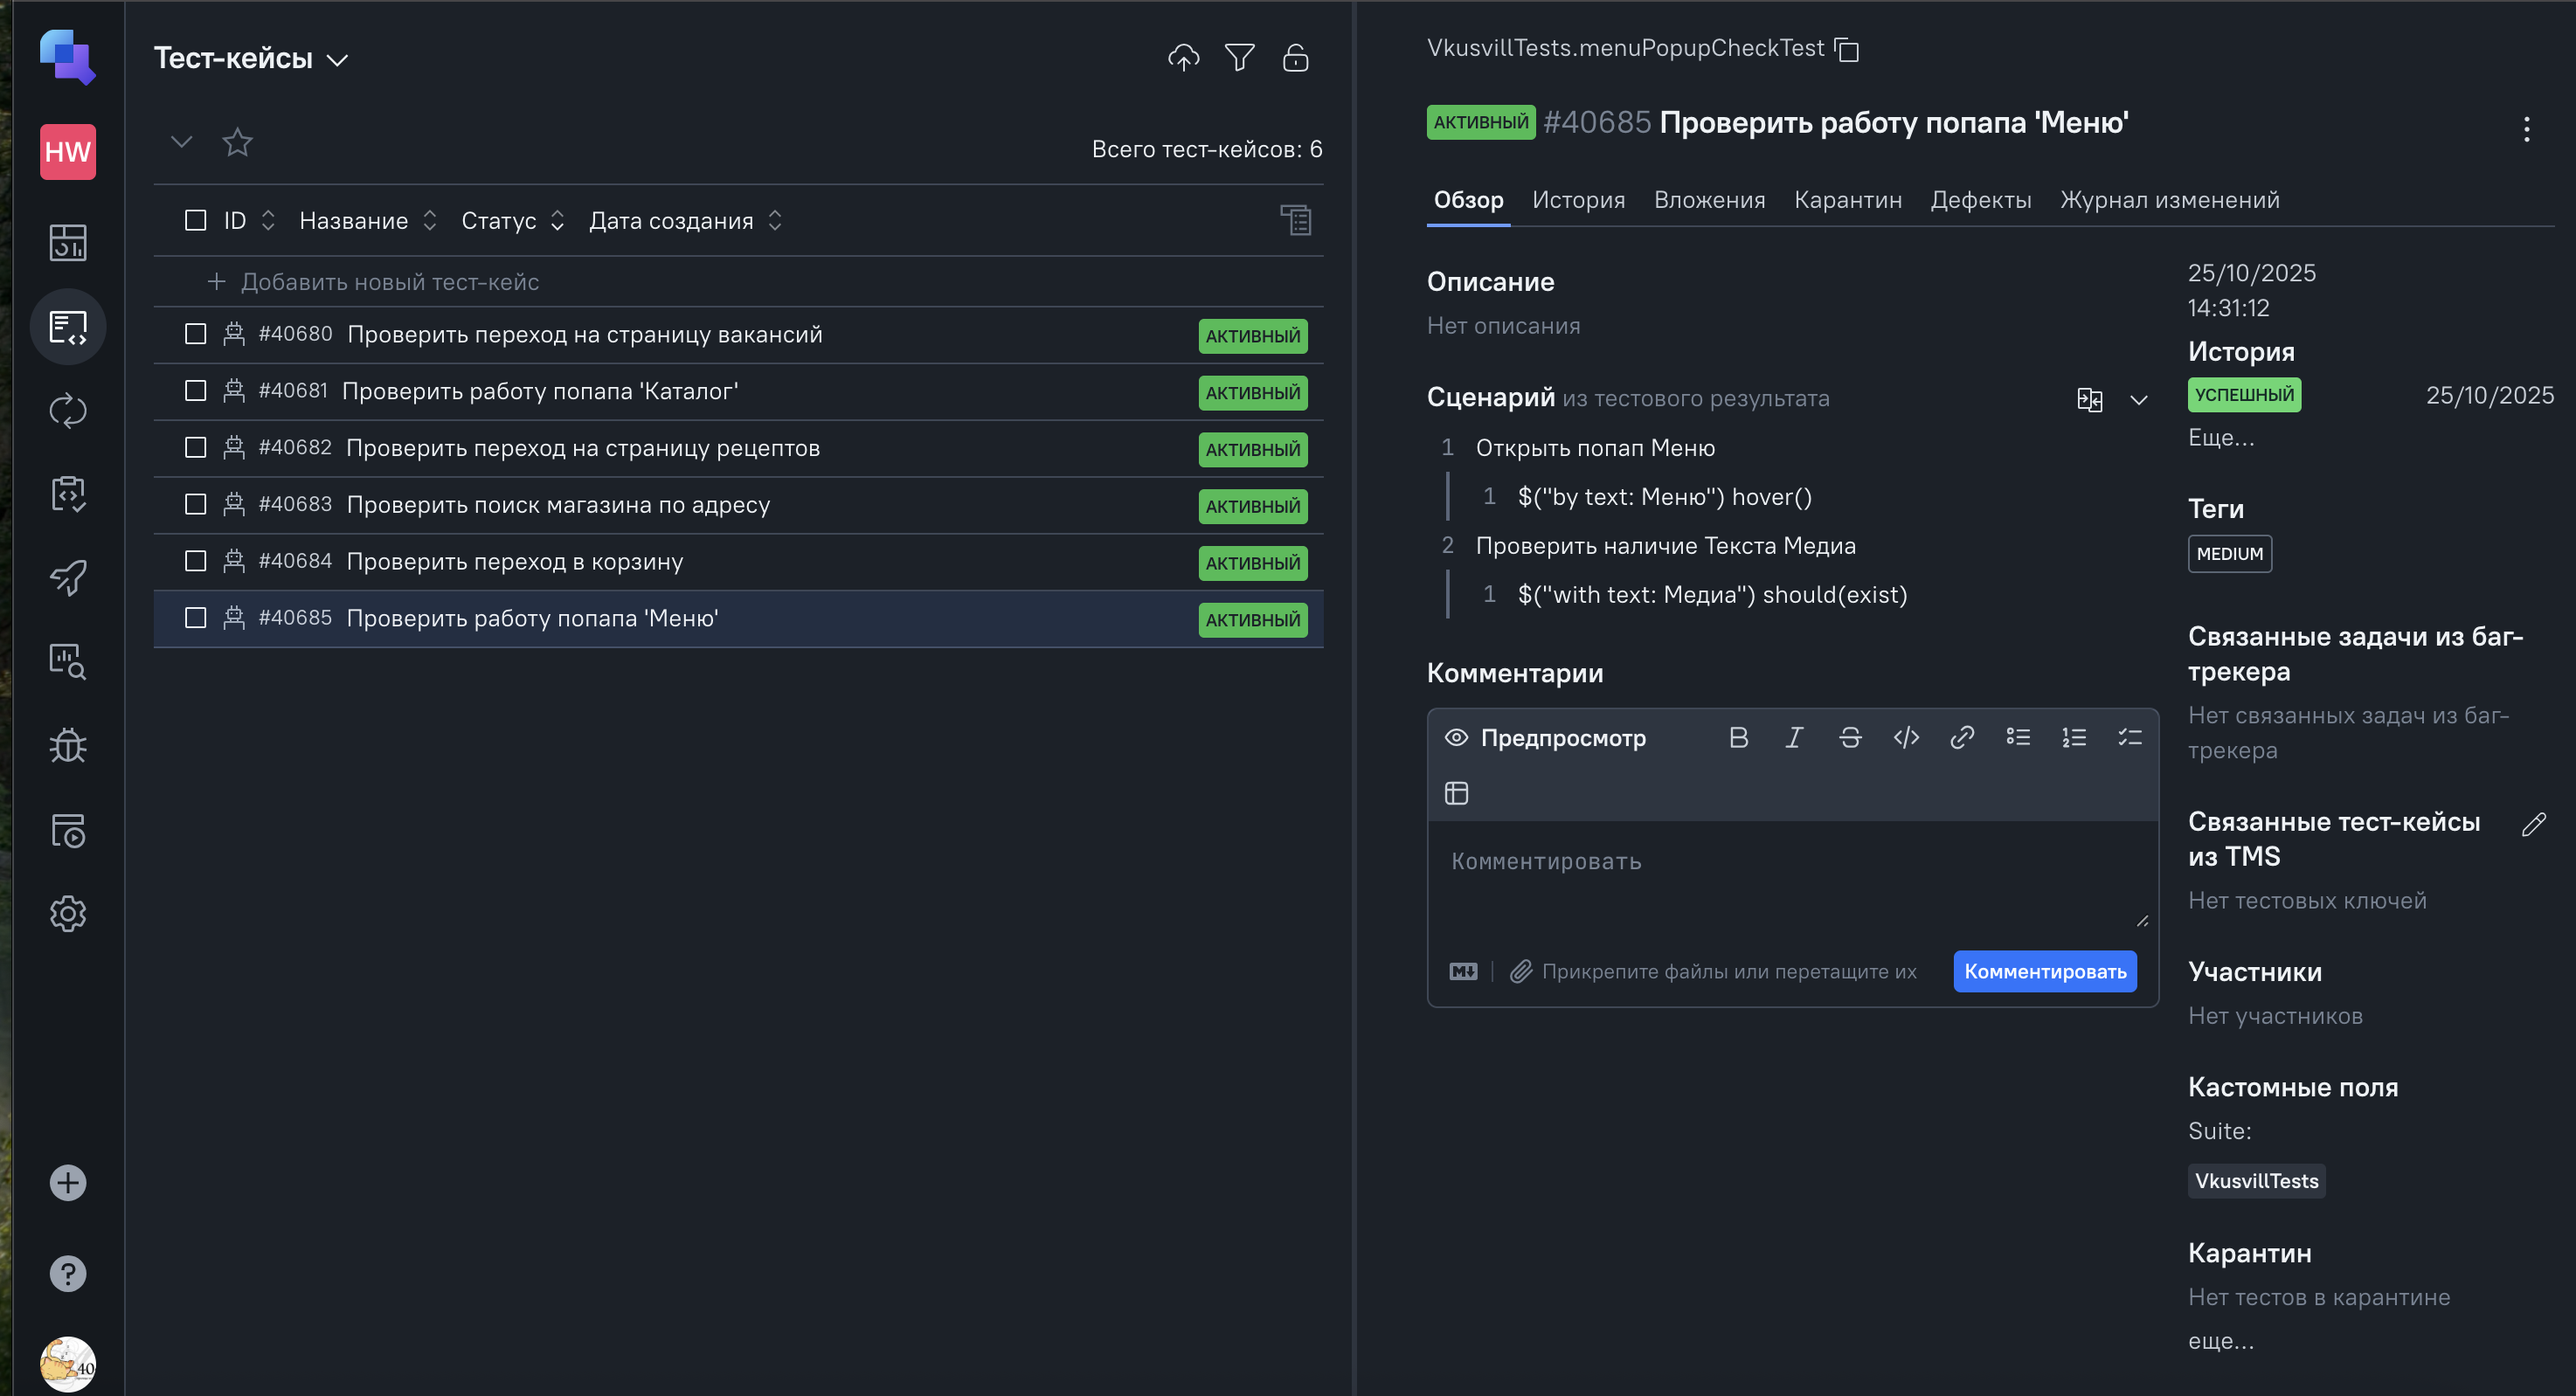 HW
Тест-кейсы
Всего тест-кейсов: 6
ID Название Статус Дата создания
Добавить новый тест-кейс
#40680 Проверить переход на страницу вакансий АКТИВНЫЙ
#40681 Проверить работу попапа 'Каталог' АКТИВНЫЙ
#40682 Проверить переход на страницу рецептов АКТИВНЫЙ
#40683 Проверить поиск магазина по адресу АКТИВНЫЙ
#40684 Проверить переход в корзину АКТИВНЫЙ
#40685 Проверить работу попапа 'Меню' АКТИВНЫЙ
40
VkusvillTests.menuPopupCheckTest
АКТИВНЫЙ #40685 Проверить работу попапа 'Меню'
Обзор История Вложения Карантин Дефекты Журнал изменений
Описание
Нет описания
Сценарий из тестового результата
1 Открыть попап Меню
1 $("by text: Меню") hover()
2 Проверить наличие Текста Медиа
1 $("with text: Медиа") should(exist)
Комментарии
Предпросмотр
Комментировать
Прикрепите файлы или перетащите их
Комментировать
25/10/2025
14:31:12
История
УСПЕШНЫЙ 25/10/2025
Еще...
Теги
MEDIUM
Связанные задачи из баг-
трекера
Нет связанных задач из баг-
трекера
Связанные тест-кейсы
из TMS
Нет тестовых ключей
Участники
Нет участников
Кастомные поля
Suite:
VkusvillTests
Карантин
Нет тестов в карантине
еще...